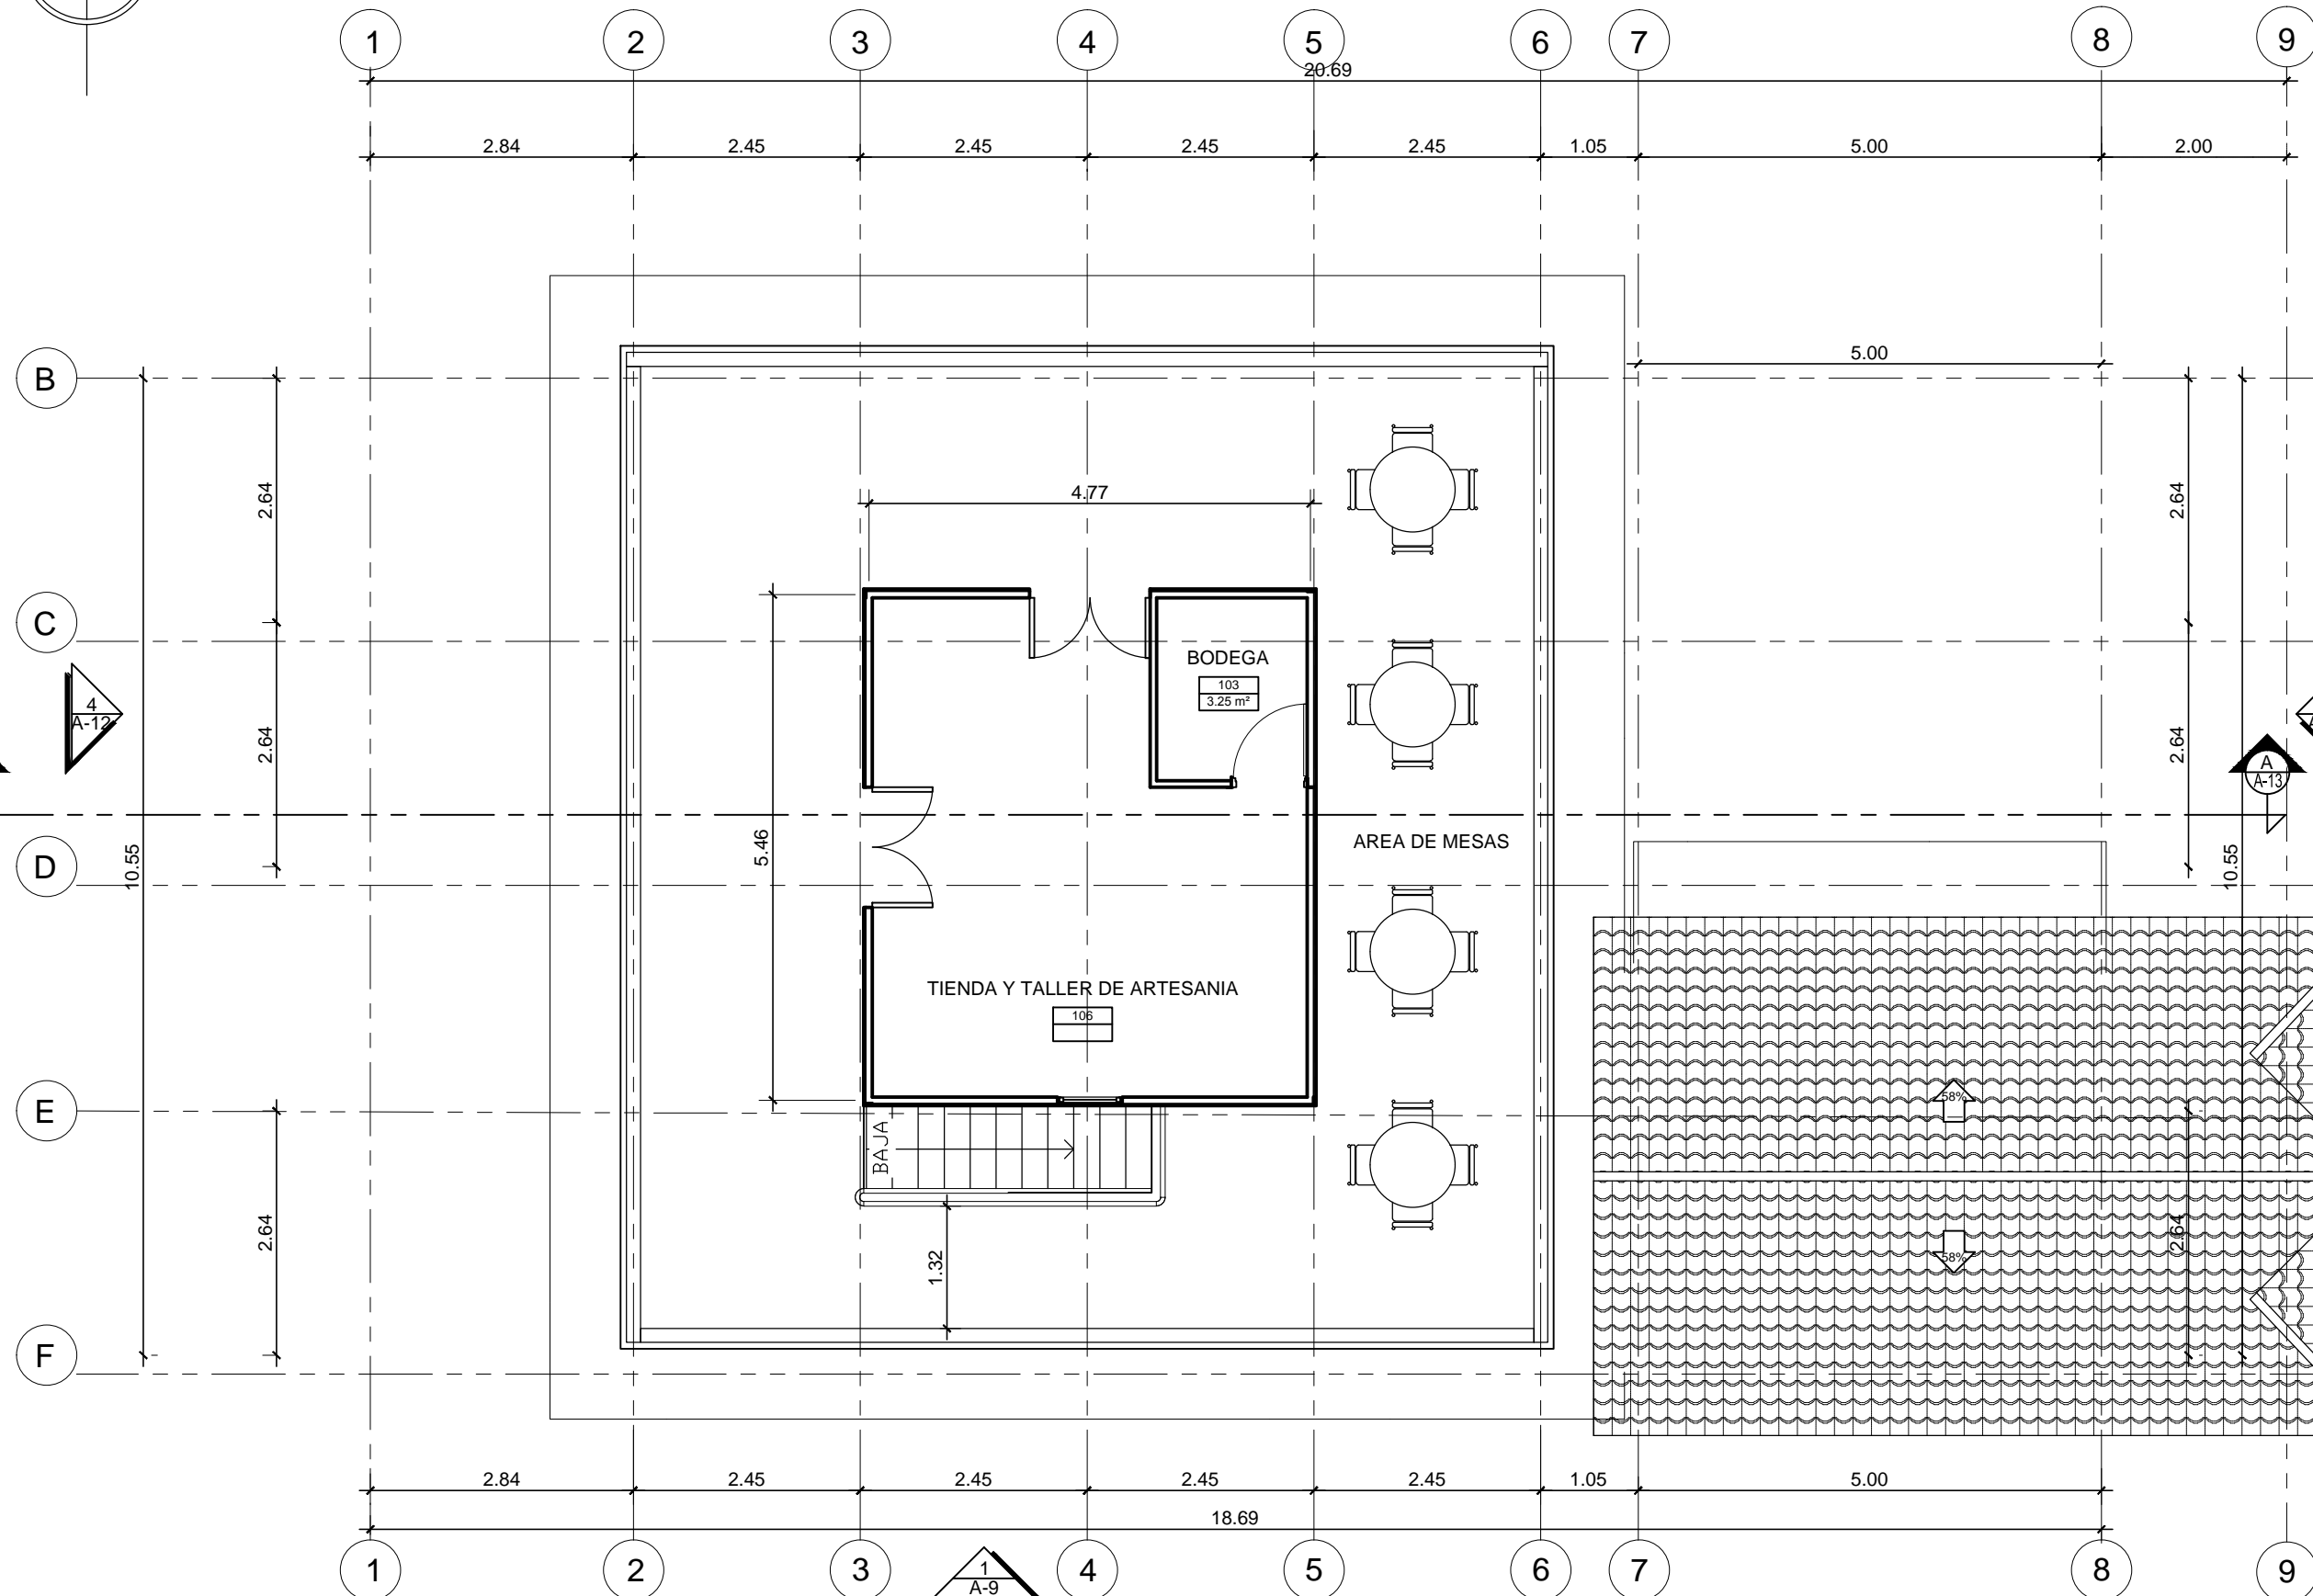 1 2 3 4 5 6 7 8 9
20.69
2.84 2.45 2.45 2.45 2.45 1.05 5.00 2.00
5.00
B
2.64 4.77 2.64
C
BODEGA
103
3.25 m²
4
A-12
2.64 2.64
A
A-13
AREA DE MESAS
5.46
10.55 10.55
D
TIENDA Y TALLER DE ARTESANIA
106
58%
E
BAJA
2.64 2.64
58%
1.32
F
2.84 2.45 2.45 2.45 2.45 1.05 5.00
18.69
1 2 3 4 5 6 7 8 9
1
A-9